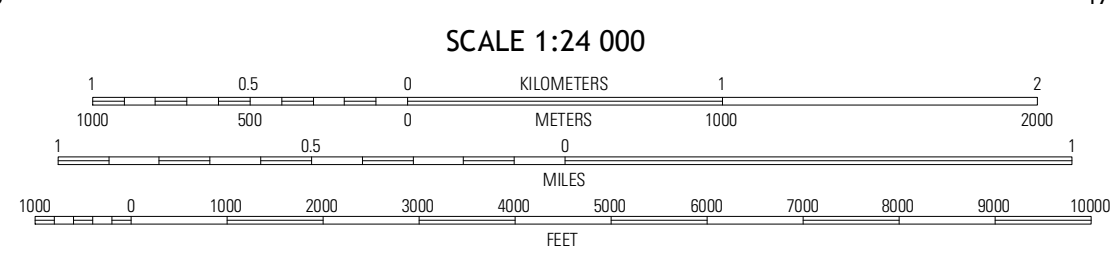 SCALE 1:24 000
1 0.5 0 KILOMETERS 1 2
1000 500 0 METERS 1000 2000
1 0.5 0 1
MILES
1000 0 1000 2000 3000 4000 5000 6000 7000 8000 9000 10000
FEET